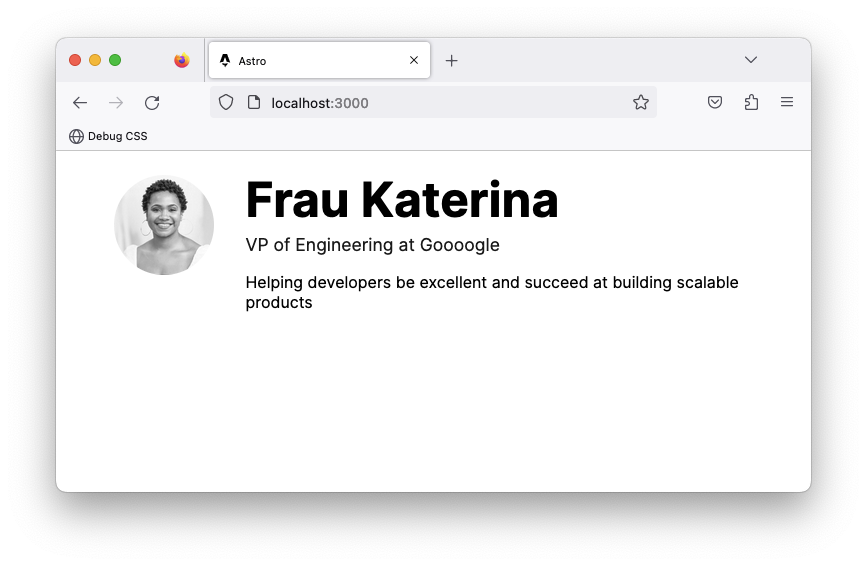 Astro
localhost:3000
Debug CSS
Frau Katerina
VP of Engineering at Goooogle
Helping developers be excellent and succeed at building scalable
products